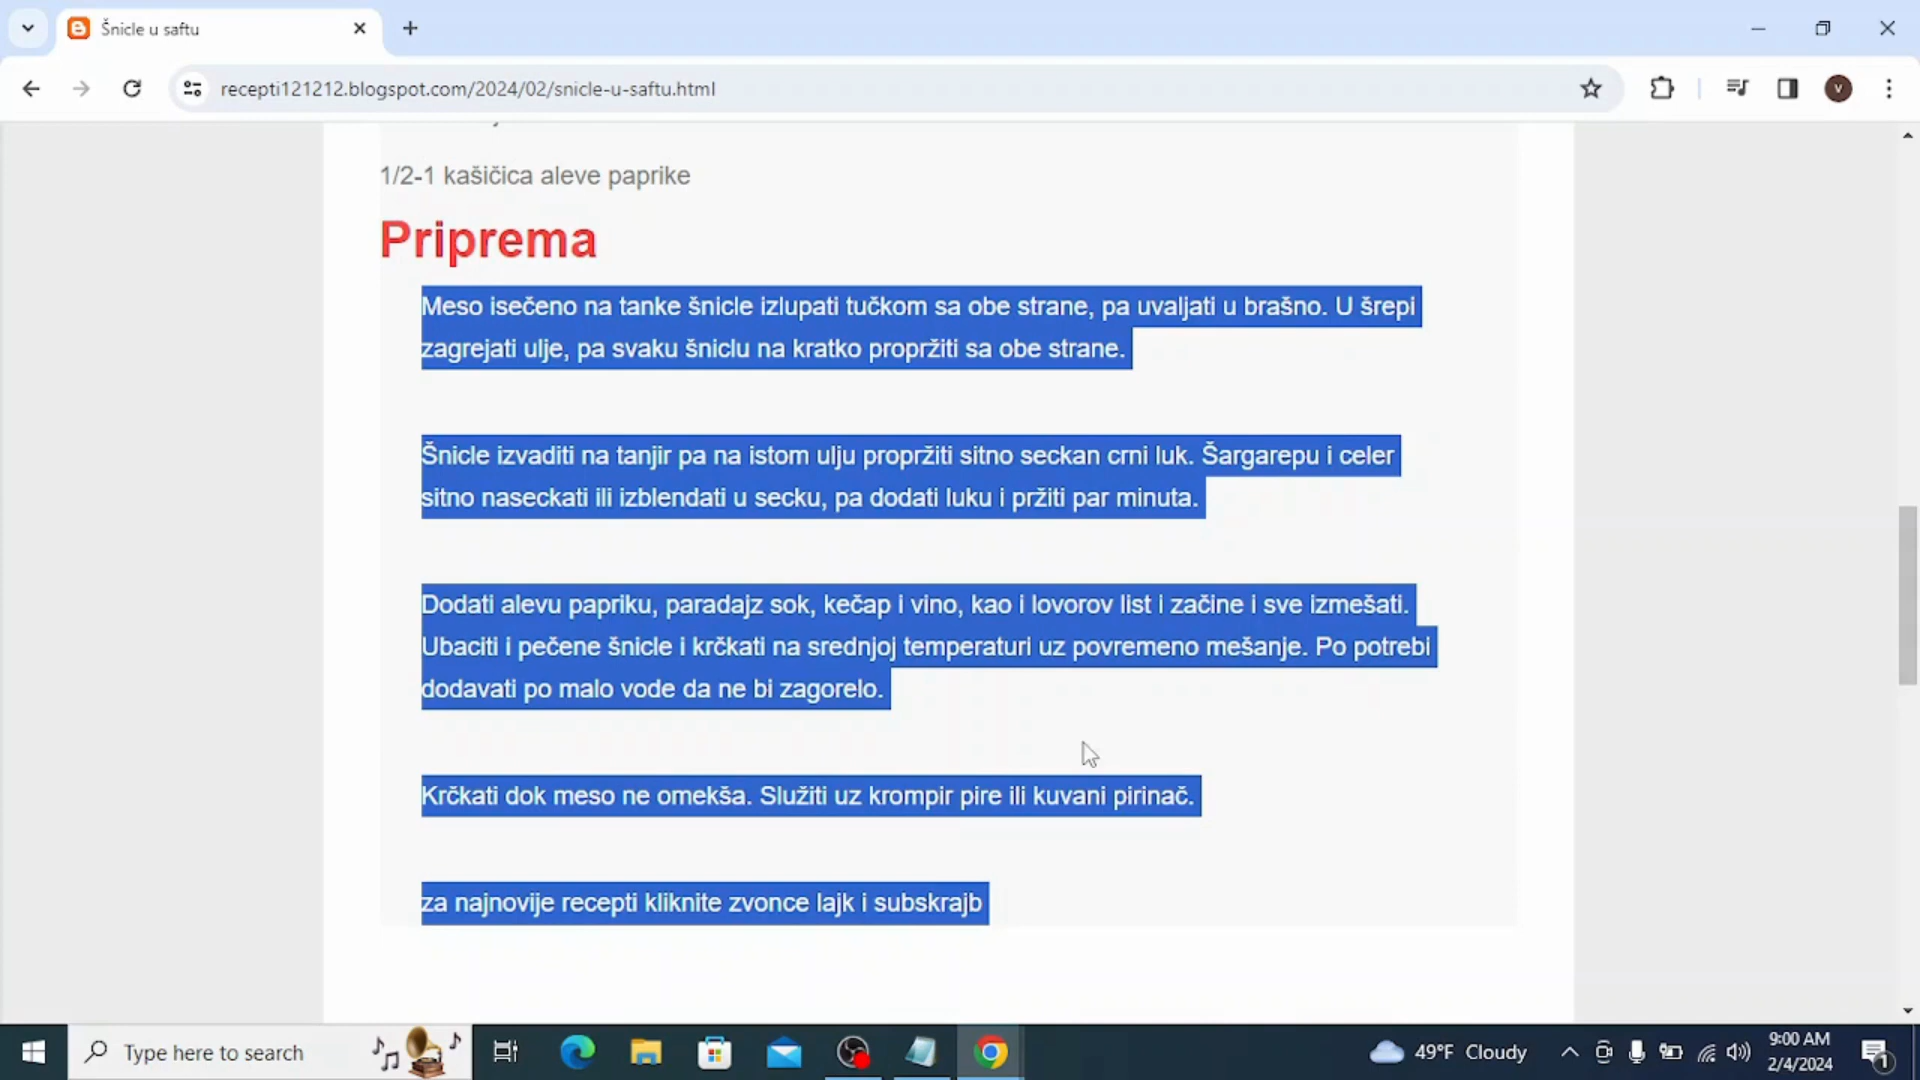 Šnicle u saftu
recepti121212.blogspot.com/2024/02/snicle-u-saftu.html
V
1/2-1 kašičica aleve paprike
Priprema
Meso isečeno na tanke šnicle izlupati tučkom sa obe strane, pa uvaljati u brašno. U šrepi
zagrejati ulje, pa svaku šniclu na kratko propržiti sa obe strane.
Šnicle izvaditi na tanjir pa na istom ulju propržiti sitno seckan crni luk. Šargarepu i celer
sitno naseckati ili izblendati u secku, pa dodati luku i pržiti par minuta.
Dodati alevu papriku, paradajz sok, kečap i vino, kao i lovorov list i začine i sve izmešati.
Ubaciti i pečene šnicle i krčkati na srednjoj temperaturi uz povremeno mešanje. Po potrebi
dodavati po malo vode da ne bi zagorelo.
Krčkati dok meso ne omekša. Služiti uz krompir pire ili kuvani pirinač.
za najnovije recepti kliknite zvonce lajk i subskrajb
Type here to search
49°F Cloudy
9:00 AM
2/4/2024
1